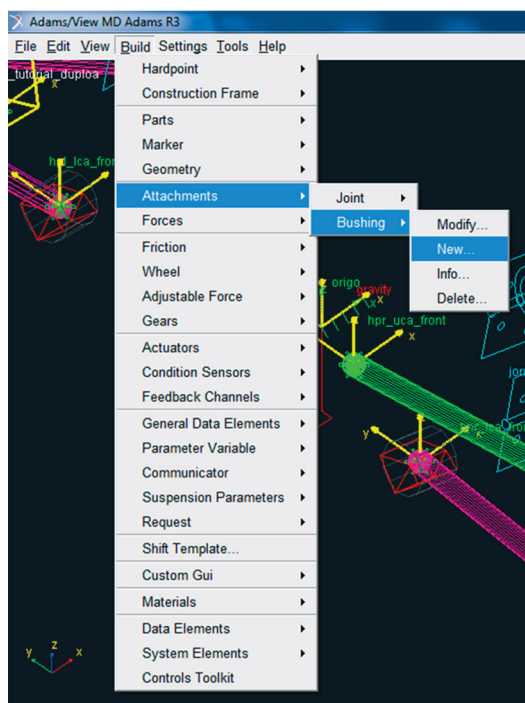 Adams/View MD Adams R3
File Edit View Build Settings Tools Help
_tutorial_duploa
x
Hardpoint
Construction Frame
Parts
Marker
Geometry
Attachments
Forces
Friction
Wheel
Adjustable Force
Gears
Actuators
Condition Sensors
Feedback Channels
General Data Elements
Parameter Variable
Communicator
Suspension Parameters
Request
Shift Template...
Custom Gui
Materials
Data Elements
System Elements
Controls Toolkit
Joint
Bushing
Modify...
New...
Info...
Delete...
origo
gravity
x
x
hpr_uca_front
x
y
y
z
x